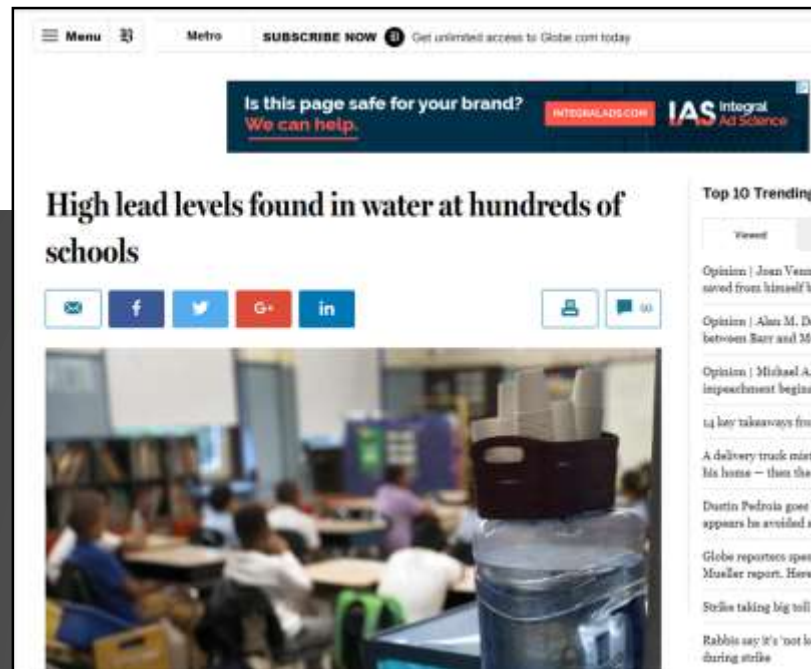 Menu B Metro SUBSCRIBE NOW B Get unlimited access to Globe.com today
Is this page safe for your brand?
We can help.
INTEGRALADS.COM
IAS Integral
Ad Science
High lead levels found in water at hundreds of
schools
f
G+
in
Top 10 Trending
Viewed
Opinion | Joan Venn
saved from himself b
Opinion | Alan M. De
between Barr and M
Opinion | Michael A.
impeachment begins
14 key takeaways fro
A delivery truck mist
his home — then the
Dustin Pedroia goes
appears he avoided s
Globe reporters spen
Mueller report. Here
Strike taking big toll
Rabbis say it's 'not k
during strike